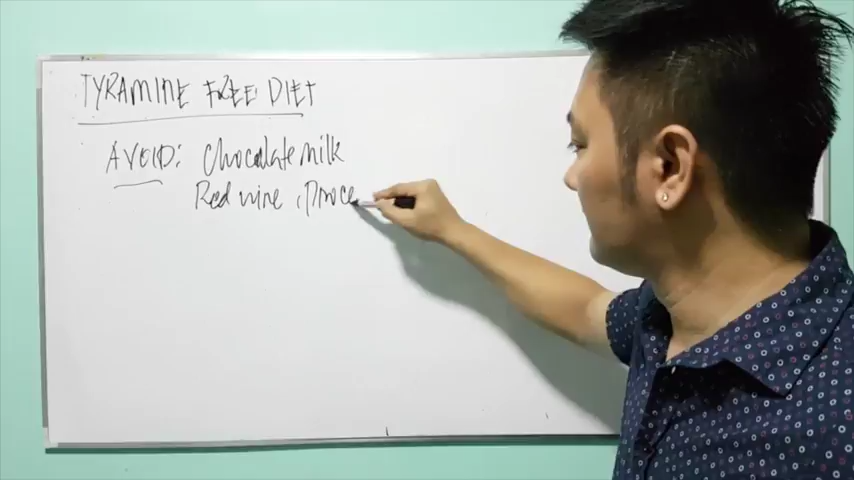 TYRAMINE FREE DIET
AVOID: Chocolate milk
Red wine, Proce